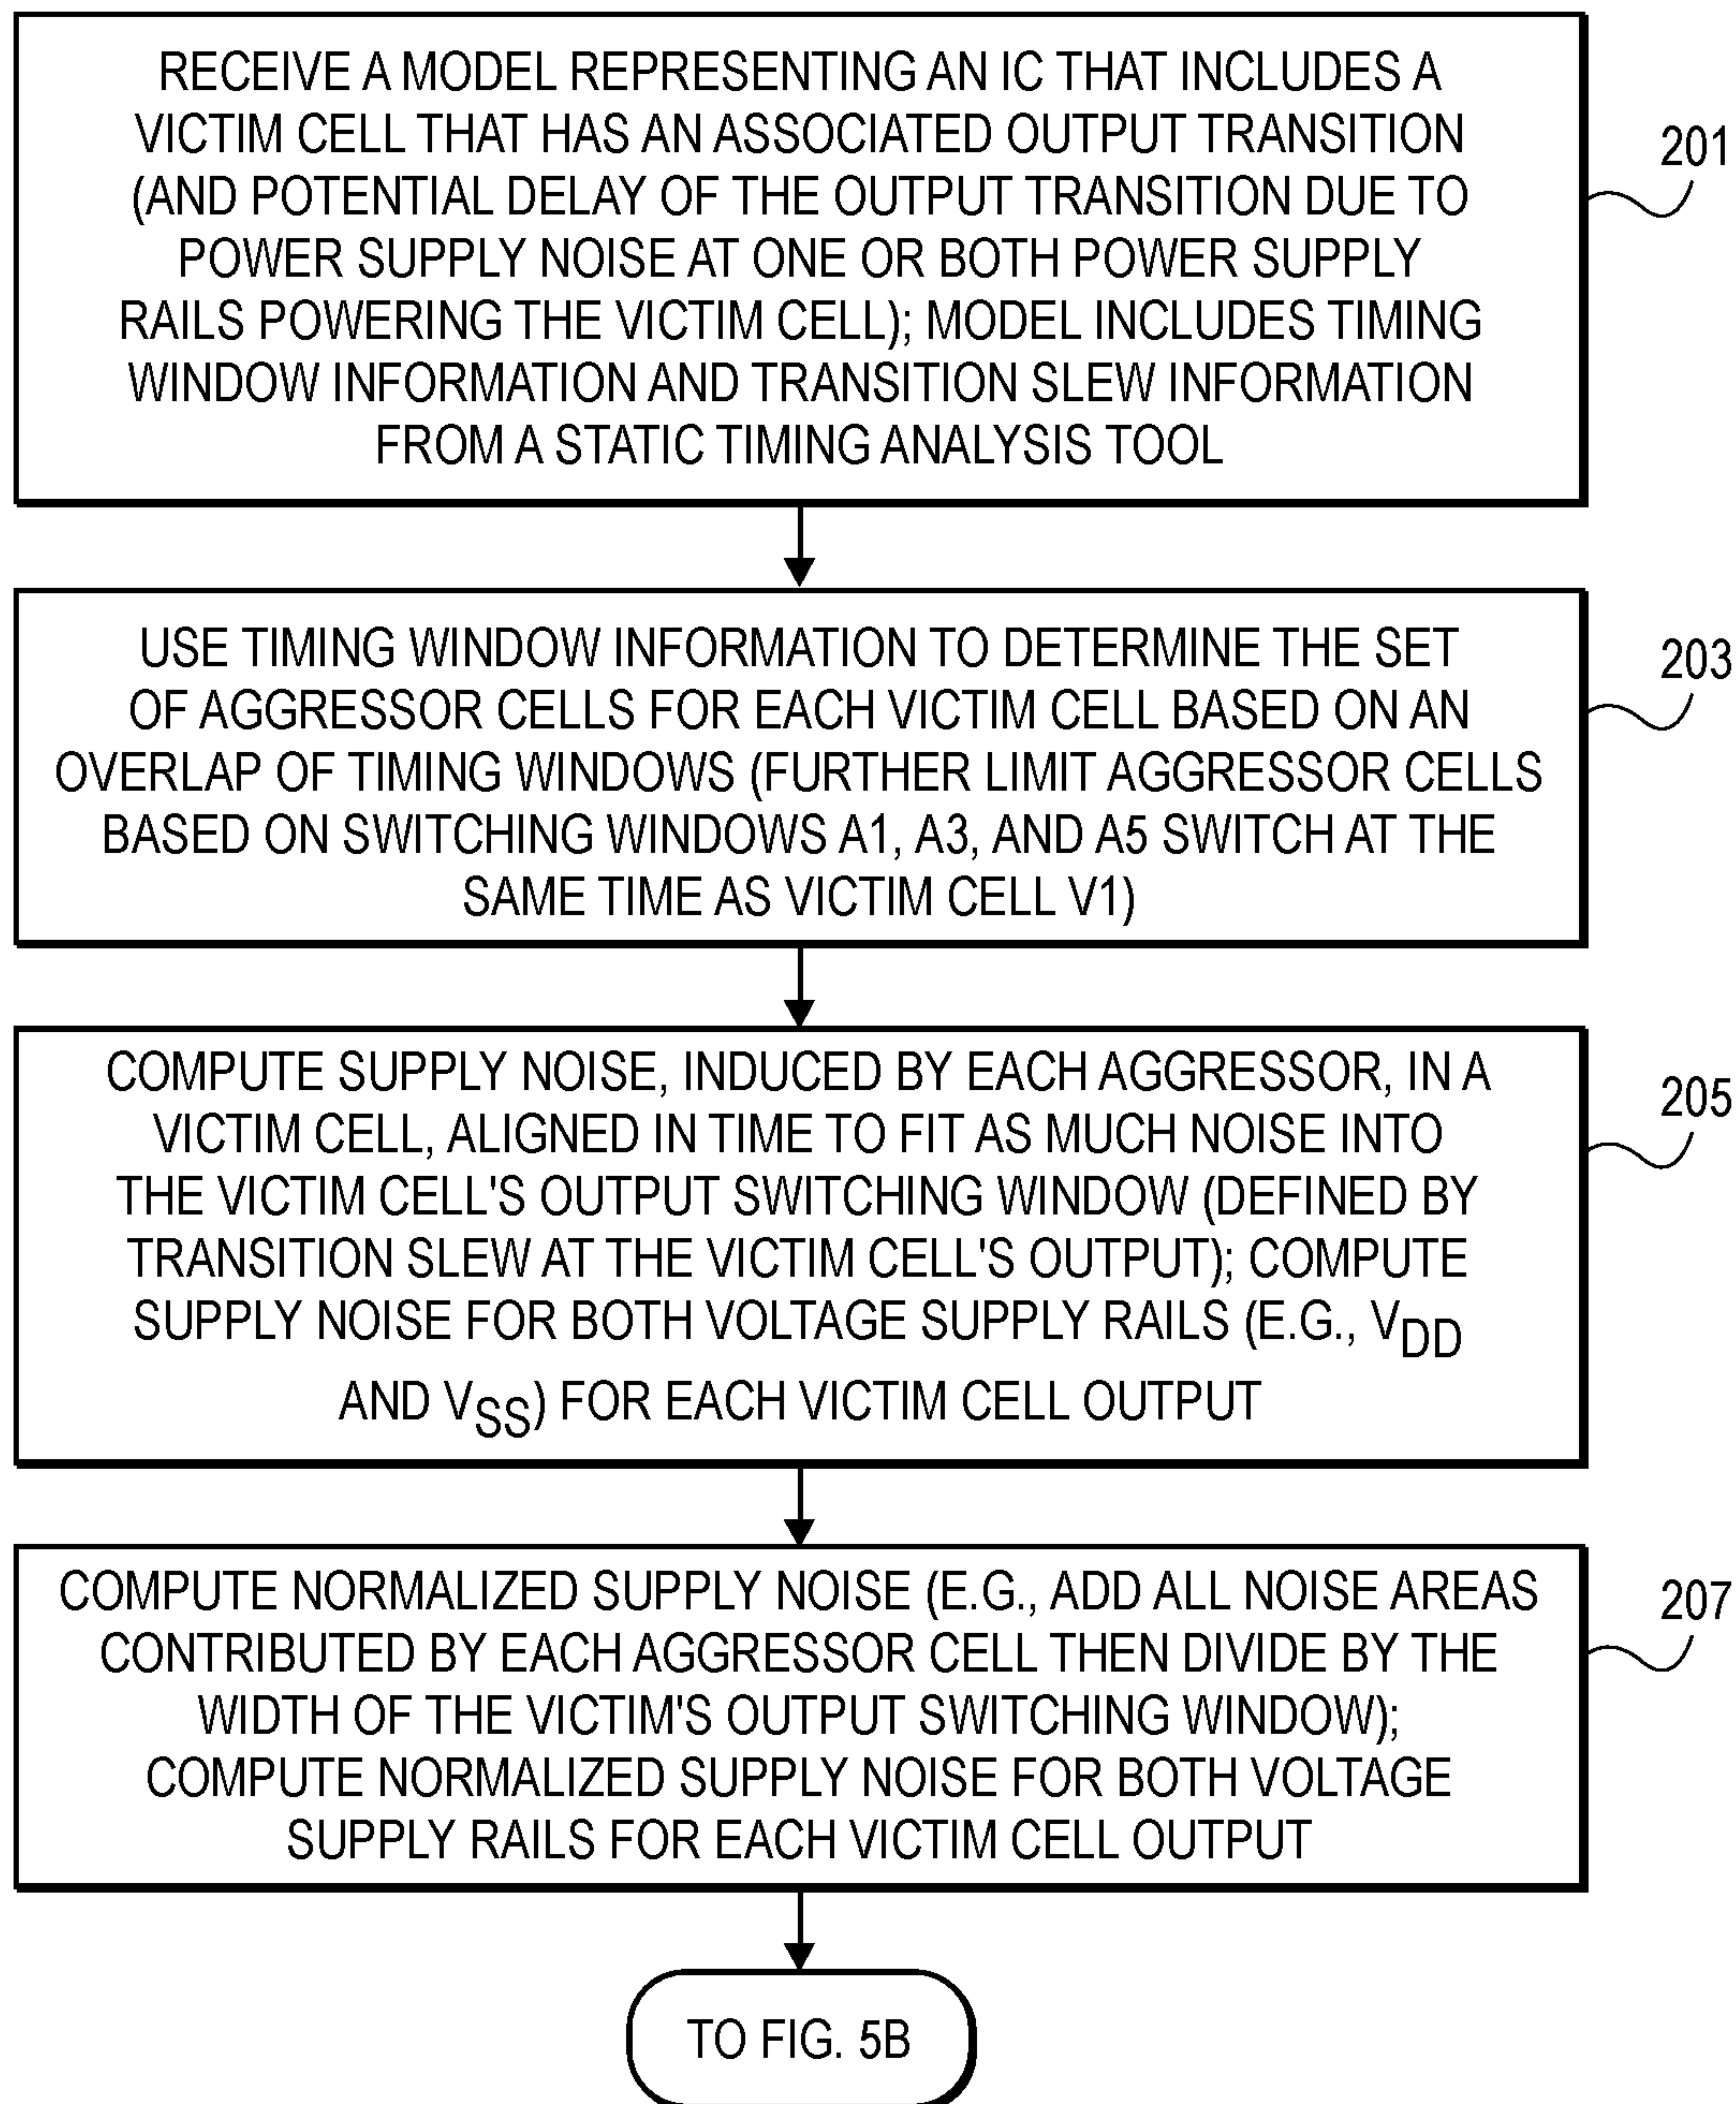 RECEIVE A MODEL REPRESENTING AN IC THAT INCLUDES A
VICTIM CELL THAT HAS AN ASSOCIATED OUTPUT TRANSITION
(AND POTENTIAL DELAY OF THE OUTPUT TRANSITION DUE TO
POWER SUPPLY NOISE AT ONE OR BOTH POWER SUPPLY
RAILS POWERING THE VICTIM CELL); MODEL INCLUDES TIMING
WINDOW INFORMATION AND TRANSITION SLEW INFORMATION
FROM A STATIC TIMING ANALYSIS TOOL
201
USE TIMING WINDOW INFORMATION TO DETERMINE THE SET
OF AGGRESSOR CELLS FOR EACH VICTIM CELL BASED ON AN
OVERLAP OF TIMING WINDOWS (FURTHER LIMIT AGGRESSOR CELLS
BASED ON SWITCHING WINDOWS A1, A3, AND A5 SWITCH AT THE
SAME TIME AS VICTIM CELL V1)
203
COMPUTE SUPPLY NOISE, INDUCED BY EACH AGGRESSOR, IN A
VICTIM CELL, ALIGNED IN TIME TO FIT AS MUCH NOISE INTO
THE VICTIM CELL'S OUTPUT SWITCHING WINDOW (DEFINED BY
TRANSITION SLEW AT THE VICTIM CELL'S OUTPUT); COMPUTE
SUPPLY NOISE FOR BOTH VOLTAGE SUPPLY RAILS (E.G., VDD
AND VSS) FOR EACH VICTIM CELL OUTPUT
205
COMPUTE NORMALIZED SUPPLY NOISE (E.G., ADD ALL NOISE AREAS
CONTRIBUTED BY EACH AGGRESSOR CELL THEN DIVIDE BY THE
WIDTH OF THE VICTIM'S OUTPUT SWITCHING WINDOW);
COMPUTE NORMALIZED SUPPLY NOISE FOR BOTH VOLTAGE
SUPPLY RAILS FOR EACH VICTIM CELL OUTPUT
207
TO FIG. 5B